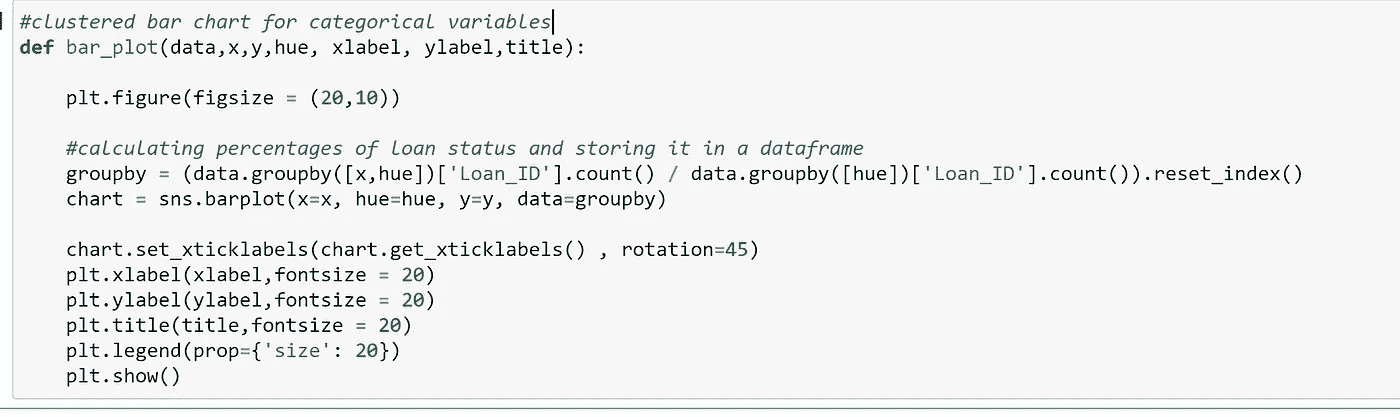 #clustered bar chart for categorical variables
def bar_plot(data,x,y,hue, xlabel, ylabel,title):
plt.figure(figsize = (20,10))
#calculating percentages of loan status and storing it in a dataframe
groupby = (data.groupby([x,hue])['Loan_ID'].count() / data.groupby([hue])['Loan_ID'].count()).reset_index()
chart = sns.barplot(x=x, hue=hue, y=y, data=groupby)
chart.set_xticklabels(chart.get_xticklabels() , rotation=45)
plt.xlabel(xlabel,fontsize = 20)
plt.ylabel(ylabel,fontsize = 20)
plt.title(title,fontsize = 20)
plt.legend(prop={'size': 20})
plt.show()